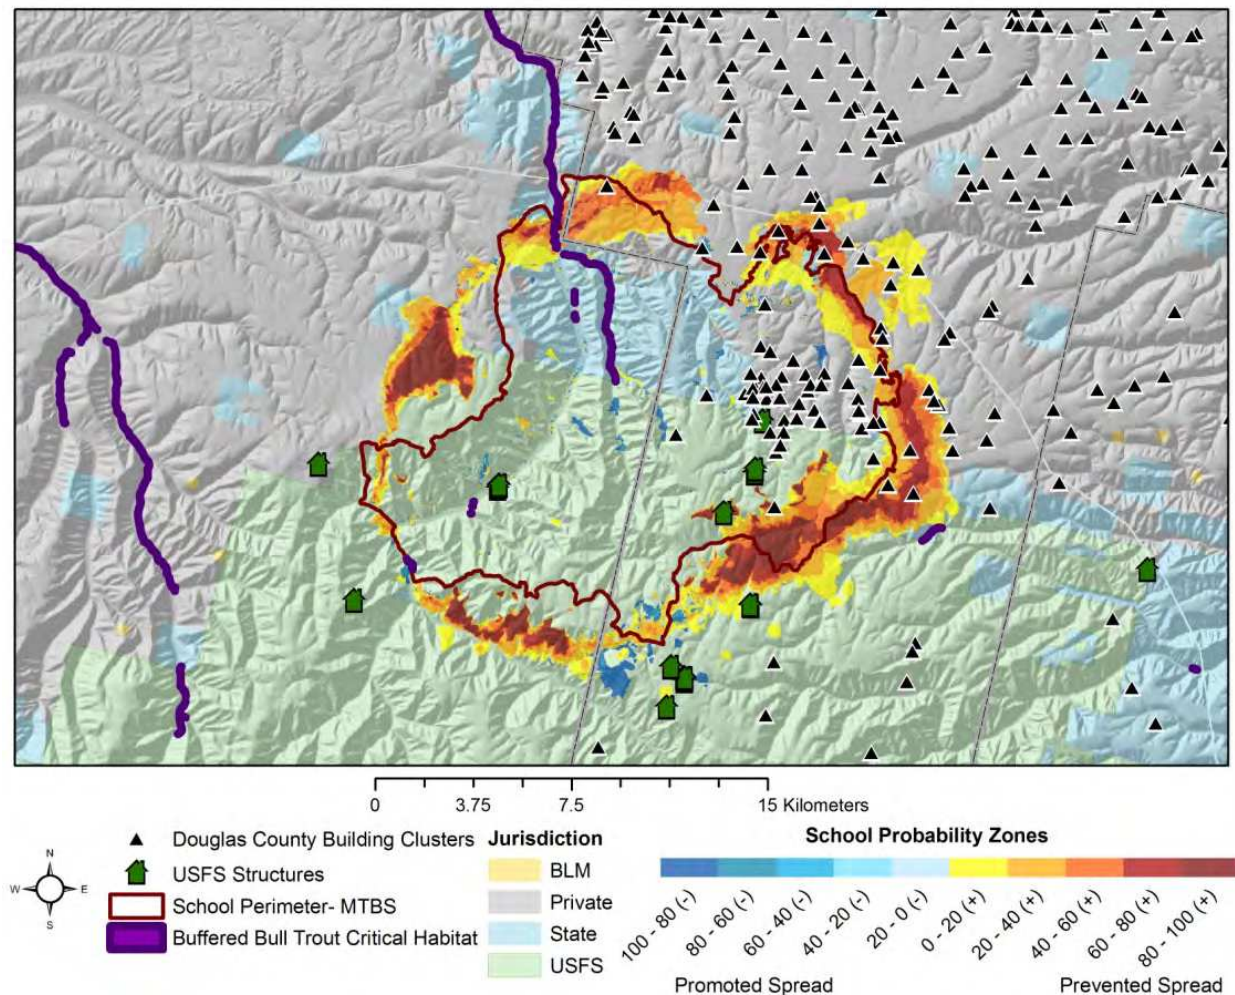 0 3.75 7.5 15 Kilometers
Douglas County Building Clusters
USFS Structures
School Perimeter- MTBS
Buffered Bull Trout Critical Habitat
N
W E
S
Jurisdiction
BLM
Private
State
USFS
School Probability Zones
100 - 80 (-)
80 - 60 (-)
60 - 40 (-)
40 - 20 (-)
20 - 0 (-)
0 - 20 (+)
20 - 40 (+)
40 - 60 (+)
60 - 80 (+)
80 - 100 (+)
Promoted Spread Prevented Spread